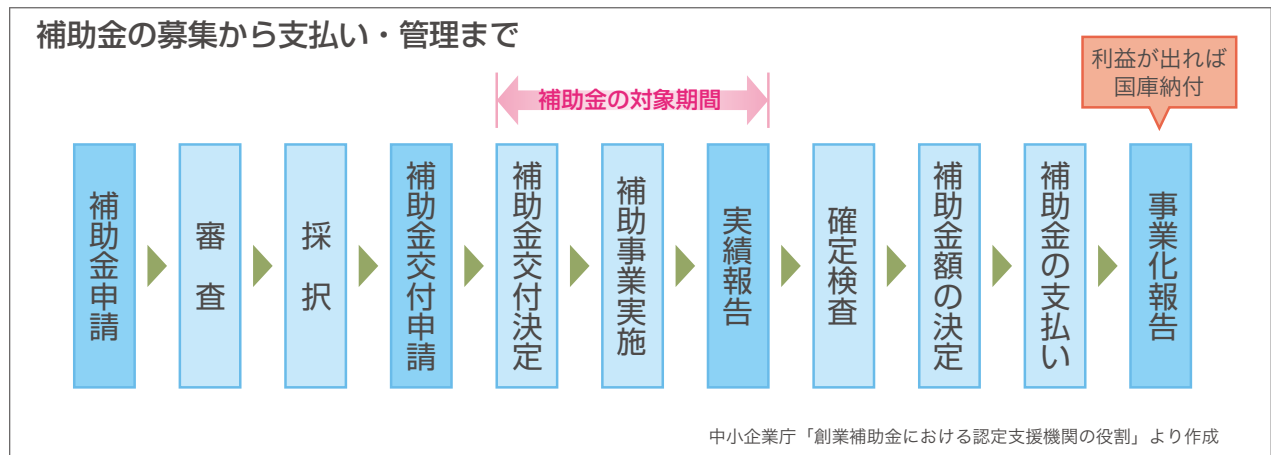 補助金の募集から支払い・管理まで
利益が出れば
国庫納付
補助金の対象期間
補助金申請
審査
採択
補助金交付申請
補助金交付決定
補助事業実施
実績報告
確定検査
補助金額の決定
補助金の支払い
事業化報告
中小企業庁「創業補助金における認定支援機関の役割」より作成